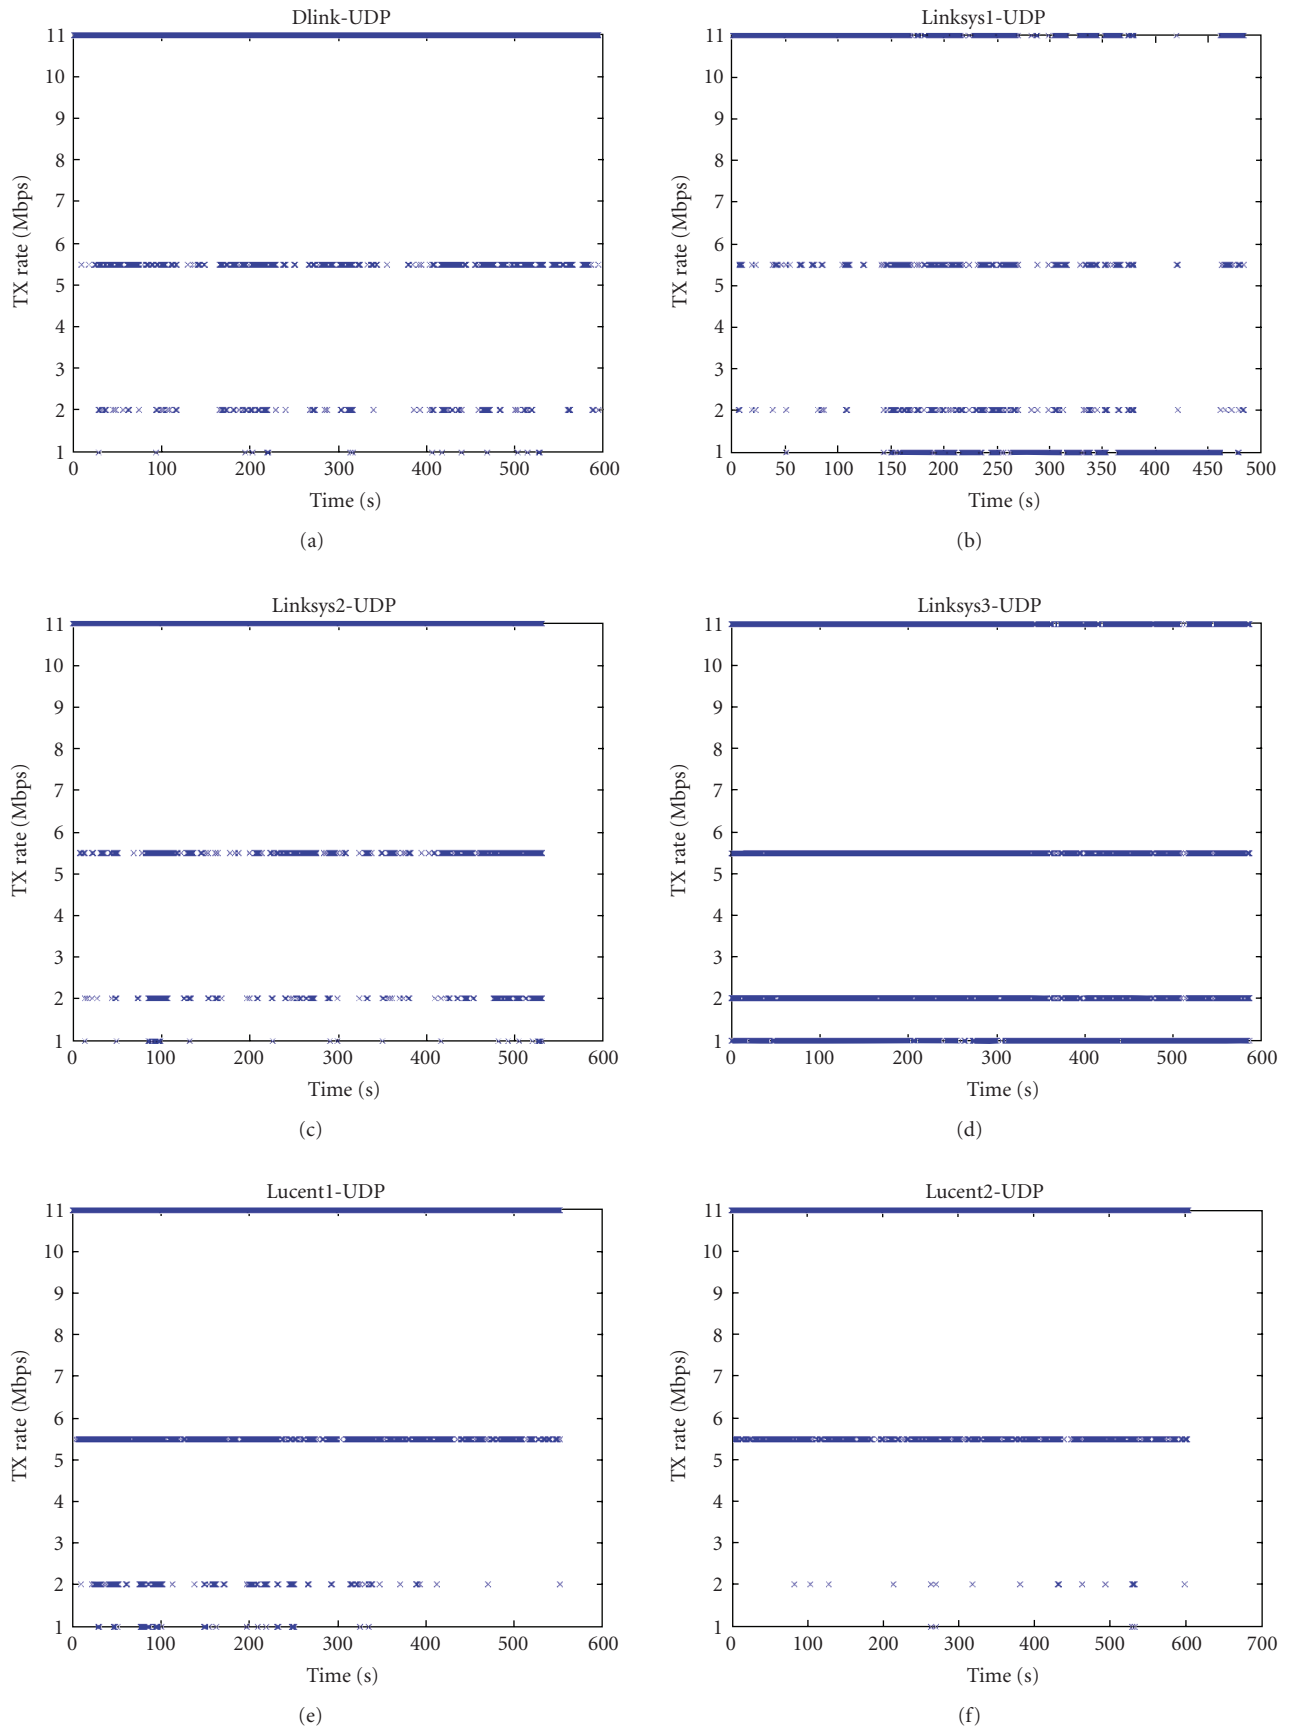 Dlink-UDP
11
10
9
8
7
6
5
4
3
2
1
TX rate (Mbps)
0 100 200 300 400 500 600
Time (s)
(a)
Linksys1-UDP
11
10
9
8
7
6
5
4
3
2
1
TX rate (Mbps)
0 50 100 150 200 250 300 350 400 450 500
Time (s)
(b)
Linksys2-UDP
11
10
9
8
7
6
5
4
3
2
1
TX rate (Mbps)
0 100 200 300 400 500 600
Time (s)
(c)
Linksys3-UDP
11
10
9
8
7
6
5
4
3
2
1
TX rate (Mbps)
0 100 200 300 400 500 600
Time (s)
(d)
Lucent1-UDP
11
10
9
8
7
6
5
4
3
2
1
TX rate (Mbps)
0 100 200 300 400 500 600
Time (s)
(e)
Lucent2-UDP
11
10
9
8
7
6
5
4
3
2
1
TX rate (Mbps)
0 100 200 300 400 500 600 700
Time (s)
(f)